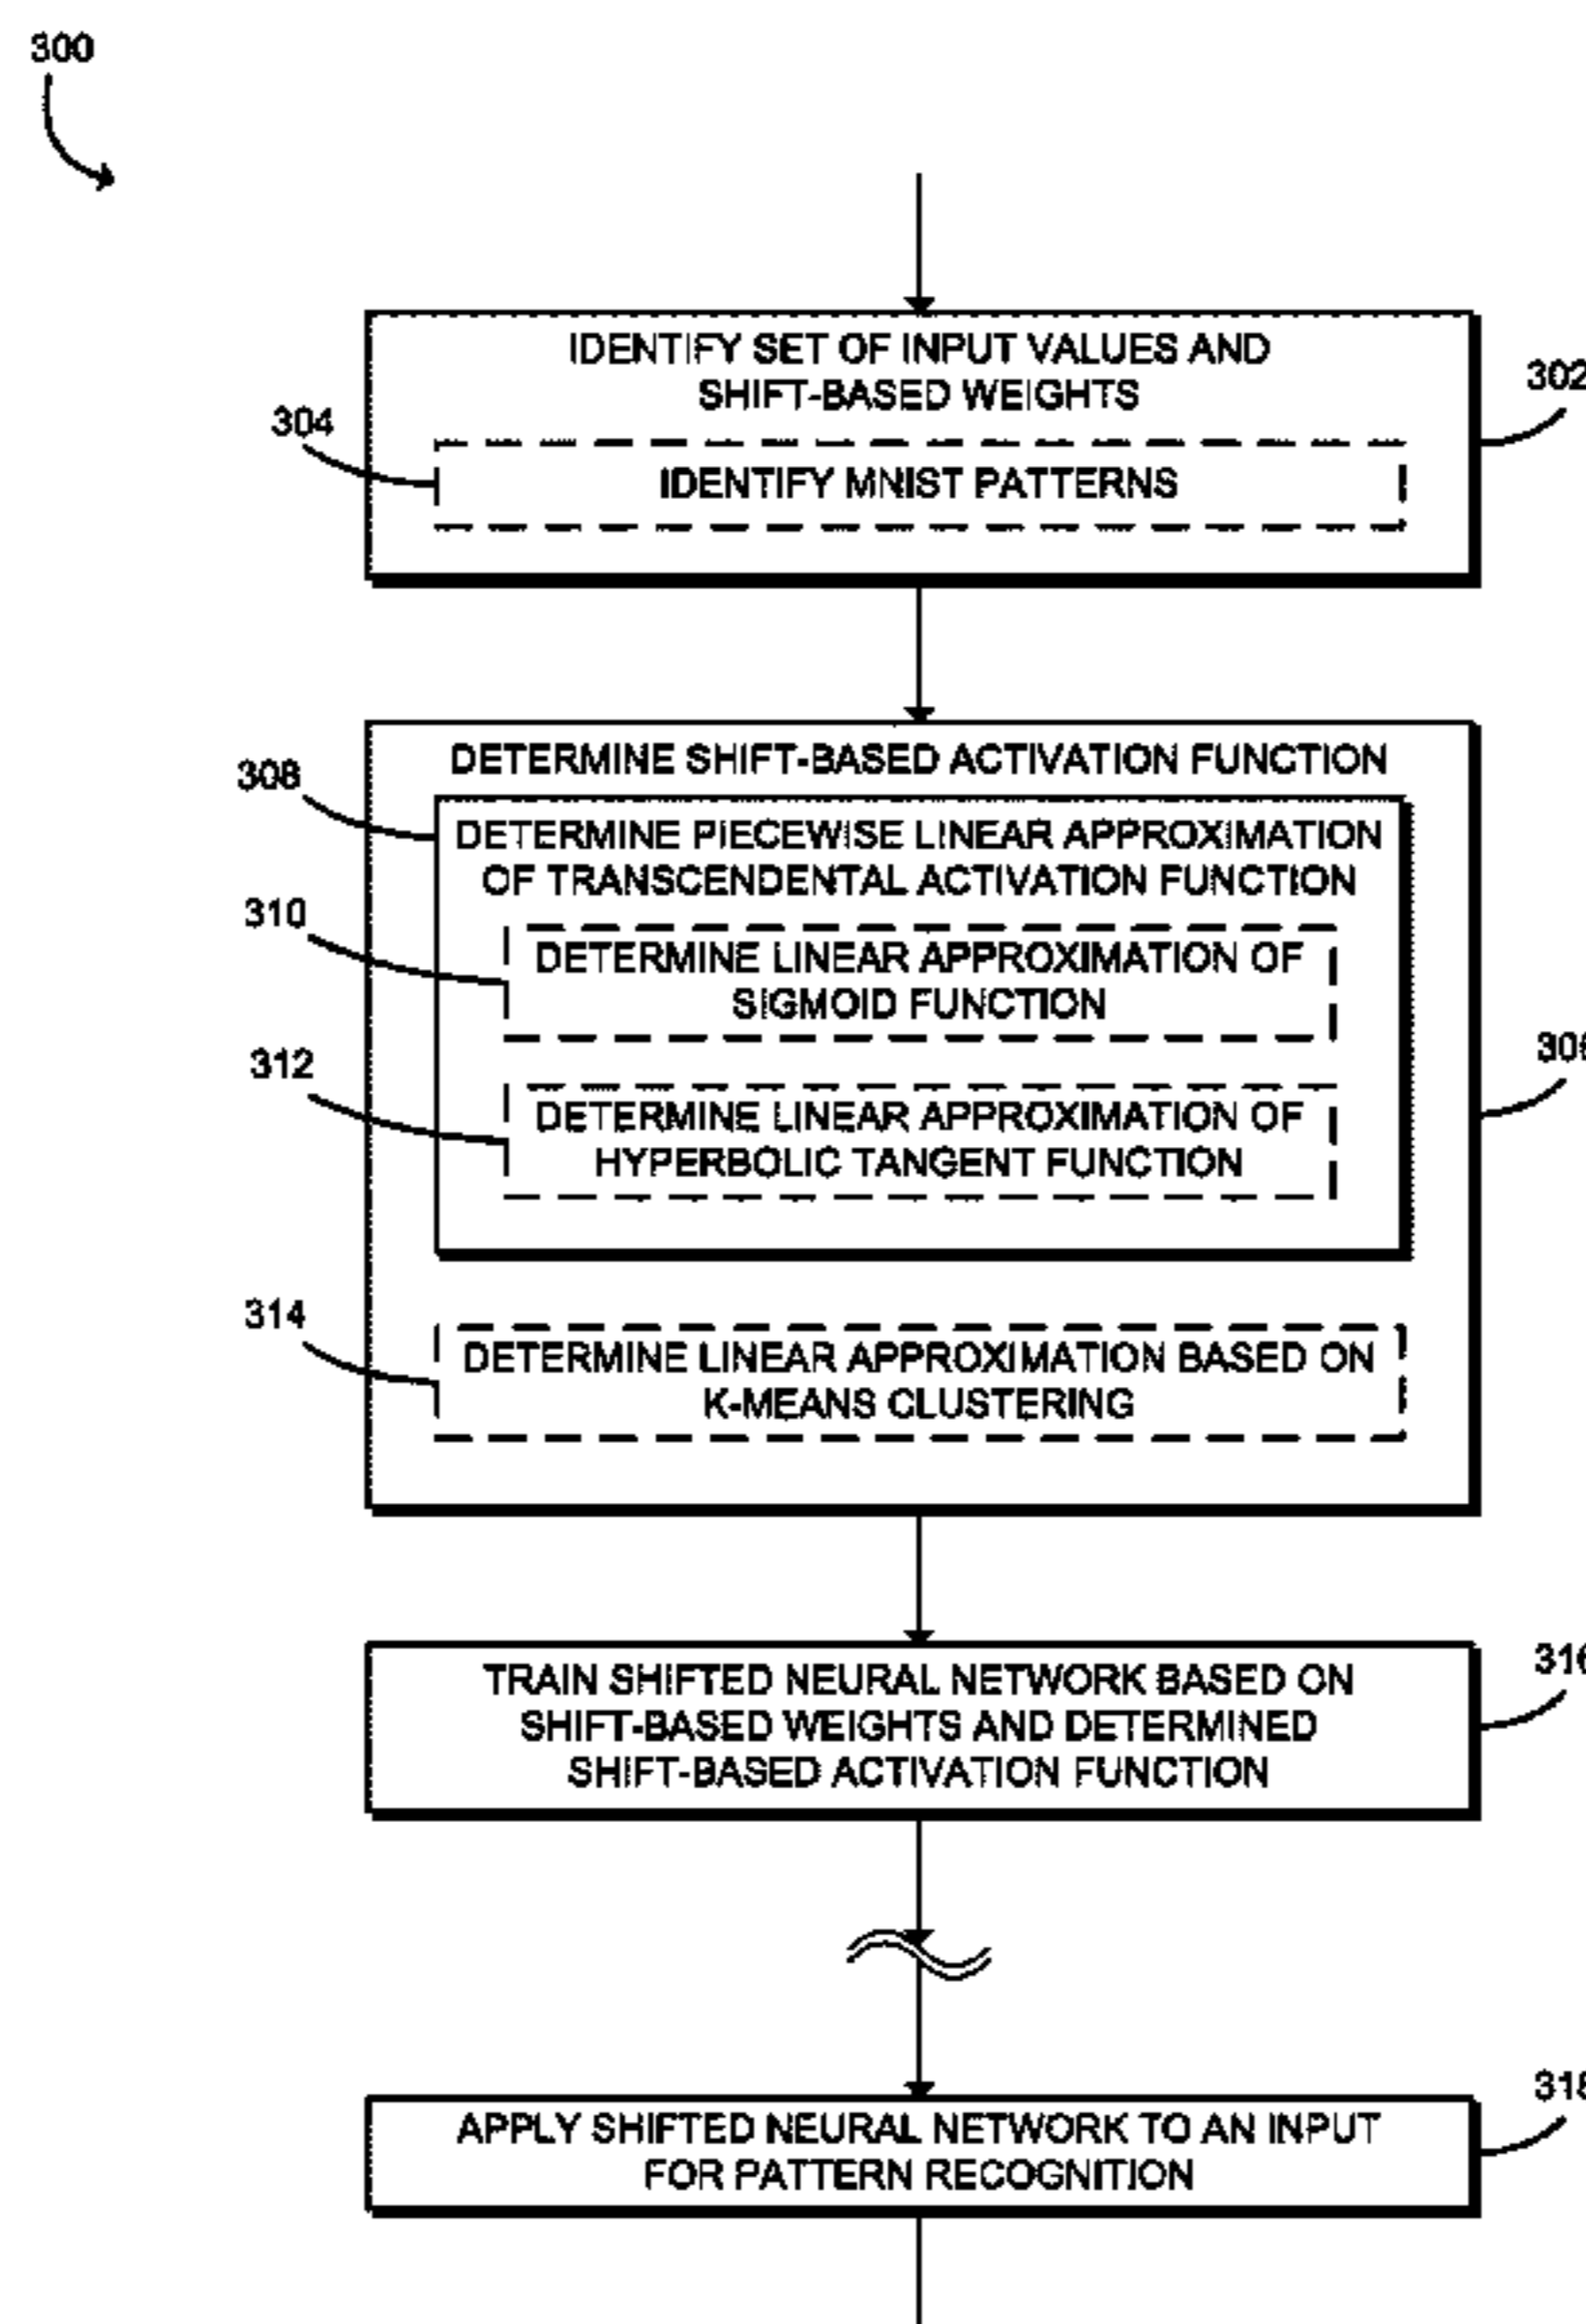 300
IDENTIFY SET OF INPUT VALUES AND
SHIFT-BASED WEIGHTS
302
304
IDENTIFY MNIST PATTERNS
DETERMINE SHIFT-BASED ACTIVATION FUNCTION
308
DETERMINE PIECEWISE LINEAR APPROXIMATION
OF TRANSCENDENTAL ACTIVATION FUNCTION
310
DETERMINE LINEAR APPROXIMATION OF
SIGMOID FUNCTION
306
312
DETERMINE LINEAR APPROXIMATION OF
HYPERBOLIC TANGENT FUNCTION
314
DETERMINE LINEAR APPROXIMATION BASED ON
K-MEANS CLUSTERING
316
TRAIN SHIFTED NEURAL NETWORK BASED ON
SHIFT-BASED WEIGHTS AND DETERMINED
SHIFT-BASED ACTIVATION FUNCTION
318
APPLY SHIFTED NEURAL NETWORK TO AN INPUT
FOR PATTERN RECOGNITION